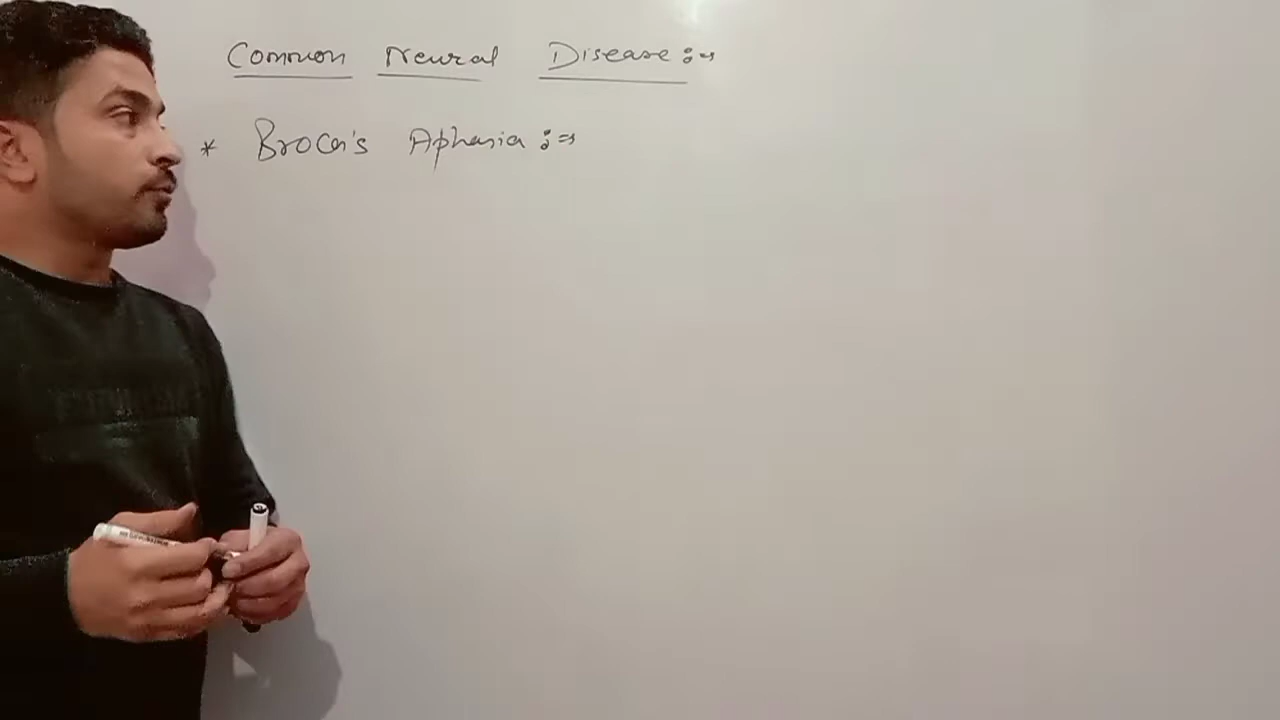 Common Neural Disease :→
* Broca's Aphasia :⇒